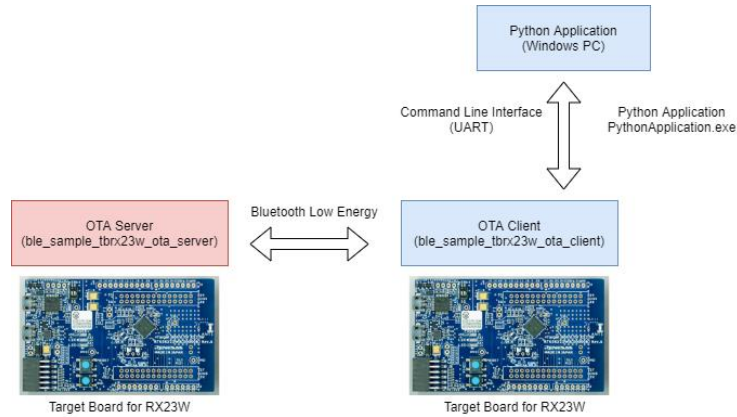 Python Application
(Windows PC)
Command Line Interface
(UART)
Python Application
PythonApplication.exe
OTA Server
(ble_sample_tbrx23w_ota_server)
Bluetooth Low Energy
OTA Client
(ble_sample_tbrx23w_ota_client)
Target Board for RX23W
Target Board for RX23W